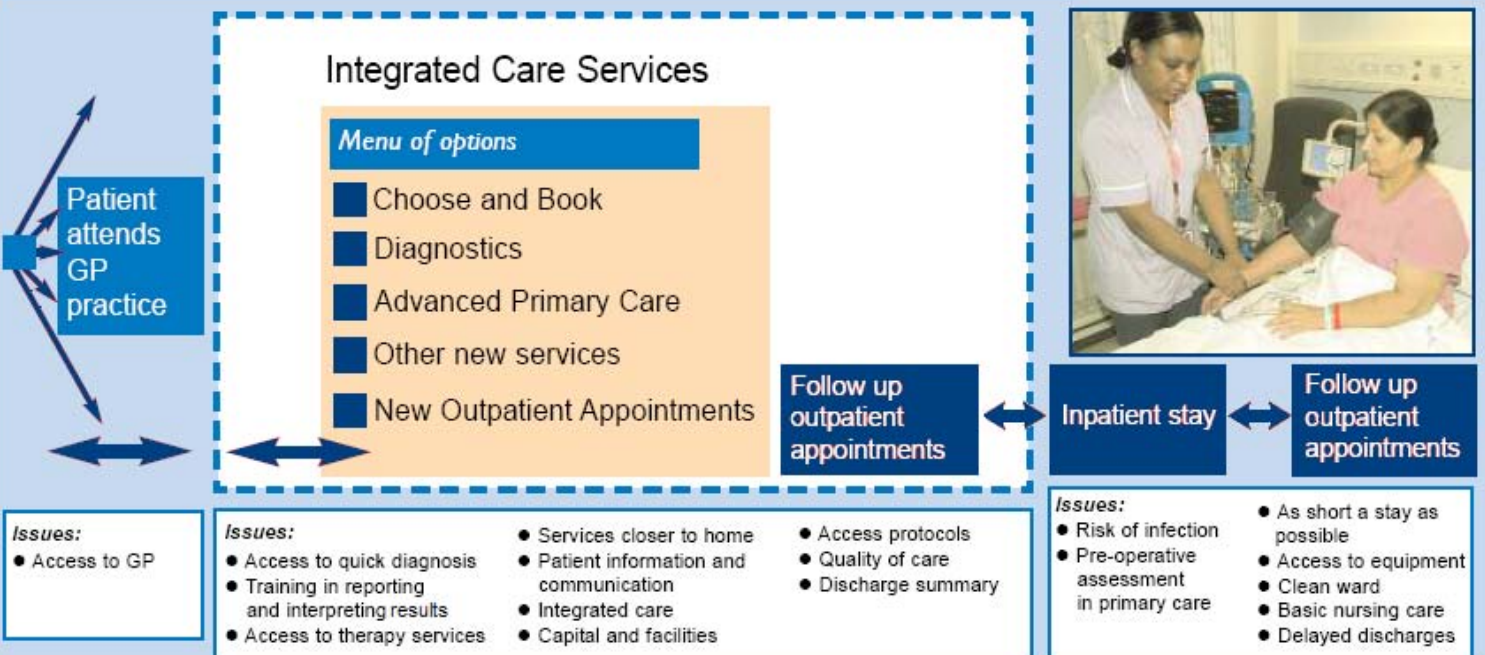 Integrated Care Services
Menu of options
Patient
attends
GP
practice
Choose and Book
Diagnostics
Advanced Primary Care
Other new services
New Outpatient Appointments
Follow up
outpatient
appointments
Inpatient stay
Follow up
outpatient
appointments
Issues:
● Access to GP
Issues:
● Access to quick diagnosis
● Training in reporting
and interpreting results
● Access to therapy services
● Services closer to home
● Patient information and
communication
● Integrated care
● Capital and facilities
● Access protocols
● Quality of care
● Discharge summary
Issues:
● Risk of infection
● Pre-operative
assessment
in primary care
● As short a stay as
possible
● Access to equipment
● Clean ward
● Basic nursing care
● Delayed discharges